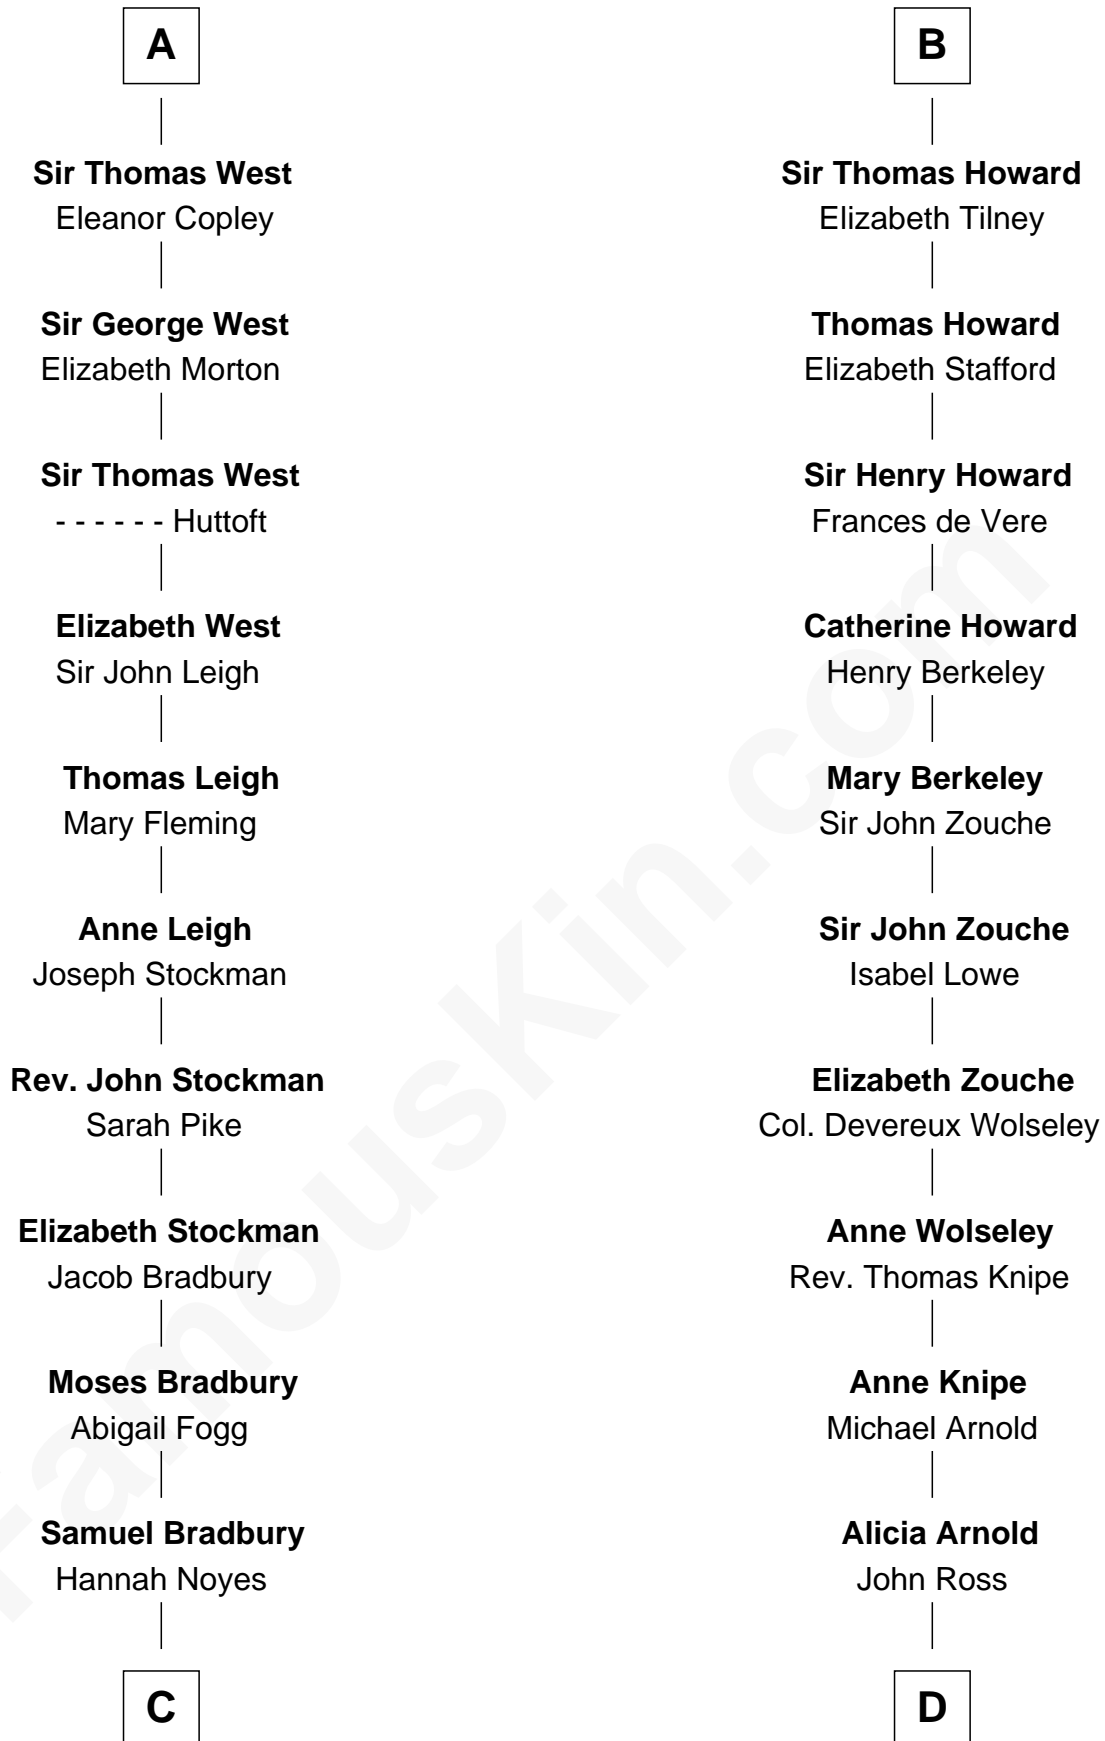 A
Sir Thomas West
Eleanor Copley
Sir George West
Elizabeth Morton
Sir Thomas West
- - - - - - Huttoft
Elizabeth West
Sir John Leigh
Thomas Leigh
Mary Fleming
Anne Leigh
Joseph Stockman
Rev. John Stockman
Sarah Pike
Elizabeth Stockman
Jacob Bradbury
Moses Bradbury
Abigail Fogg
Samuel Bradbury
Hannah Noyes
C
B
Sir Thomas Howard
Elizabeth Tilney
Thomas Howard
Elizabeth Stafford
Sir Henry Howard
Frances de Vere
Catherine Howard
Henry Berkeley
Mary Berkeley
Sir John Zouche
Sir John Zouche
Isabel Lowe
Elizabeth Zouche
Col. Devereux Wolseley
Anne Wolseley
Rev. Thomas Knipe
Anne Knipe
Michael Arnold
Alicia Arnold
John Ross
D
FamousKin.com